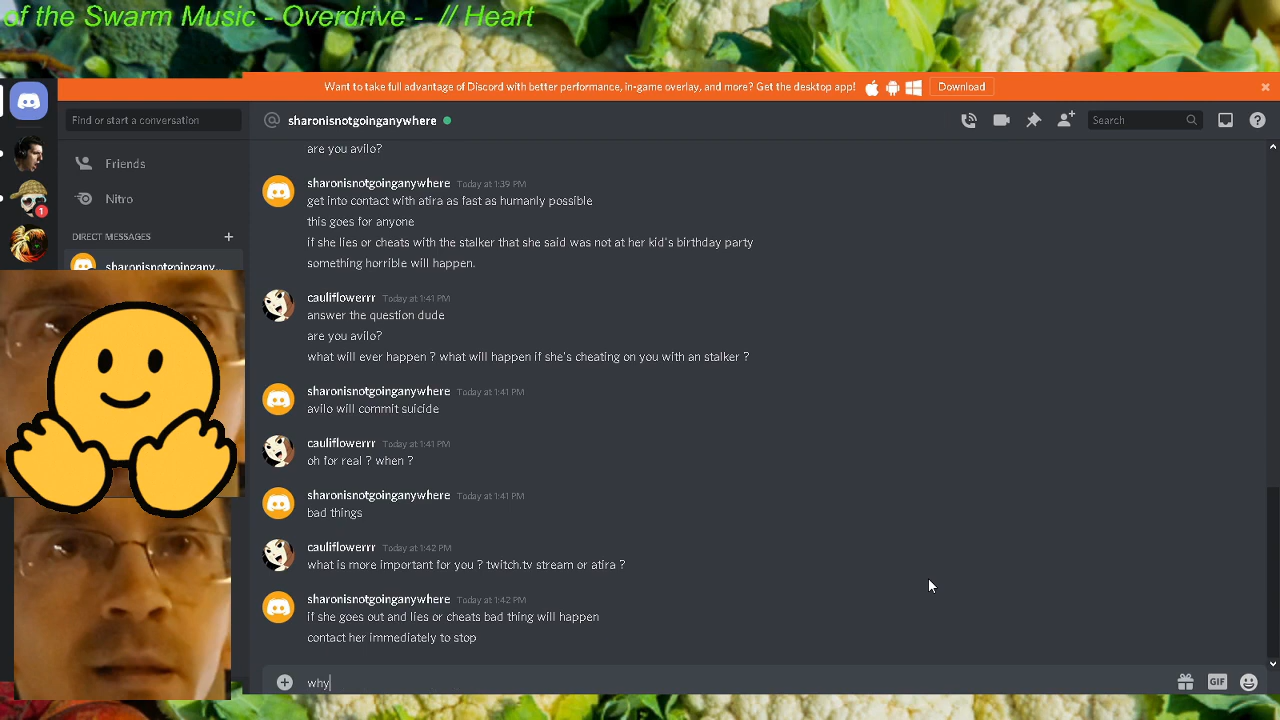 of the Swarm Music - Overdrive - // Heart
Want to take full advantage of Discord with better performance, in-game overlay, and more? Get the desktop app!
Download
Find or start a conversation
sharonisnotgoinganywhere
Search
Friends
Nitro
DIRECT MESSAGES
sharonisnotgoingany...
1
are you avilo?
sharonisnotgoinganywhere Today at 1:39 PM
get into contact with atira as fast as humanly possible
this goes for anyone
if she lies or cheats with the stalker that she said was not at her kid's birthday party
something horrible will happen.
cauliflowerrr Today at 1:41 PM
answer the question dude
are you avilo?
what will ever happen ? what will happen if she's cheating on you with an stalker ?
sharonisnotgoinganywhere Today at 1:41 PM
avilo will commit suicide
cauliflowerrr Today at 1:41 PM
oh for real ? when ?
sharonisnotgoinganywhere Today at 1:41 PM
bad things
cauliflowerrr Today at 1:42 PM
what is more important for you ? twitch.tv stream or atira ?
sharonisnotgoinganywhere Today at 1:42 PM
if she goes out and lies or cheats bad thing will happen
contact her immediately to stop
why
GIF